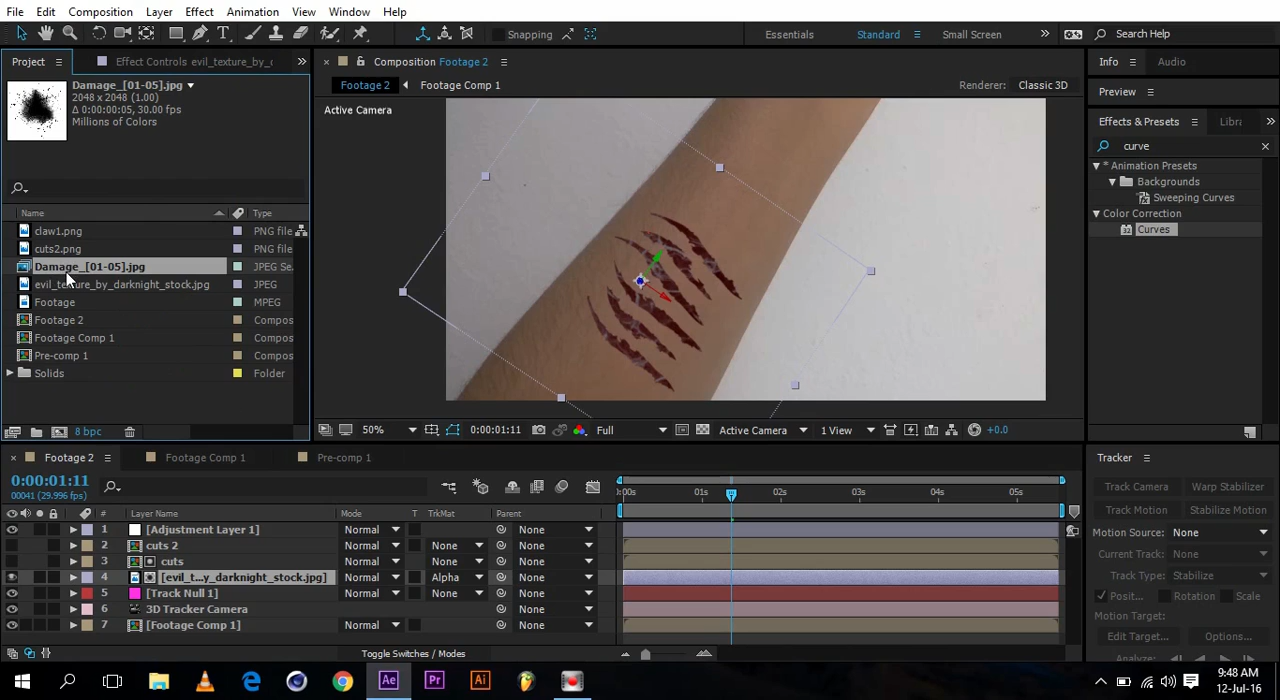 File Edit Composition Layer Effect Animation View Window Help
Snapping Essentials Standard Small Screen Search Help
Project Effect Controls evil_texture_by_c
Damage_[01-05].jpg
2048 x 2048 (1.00)
Δ 0:00:00:05, 30.00 fps
Millions of Colors
Name Type
claw1.png PNG file
cuts2.png PNG file
Damage_[01-05].jpg JPEG Se
evil_texture_by_darknight_stock.jpg JPEG
Footage MPEG
Footage 2 Compos
Footage Comp 1 Compos
Pre-comp 1 Compos
Solids Folder
8 bpc
Composition Footage 2
Footage 2 Footage Comp 1 Renderer: Classic 3D
Active Camera
50% 0:00:01:11 Full Active Camera 1 View +0.0
Info Audio
Preview
Effects & Presets Libra
curve
* Animation Presets
Backgrounds
Sweeping Curves
Color Correction
Curves
Footage 2 Footage Comp 1 Pre-comp 1
0:00:01:11
00041 (29.996 fps)
# Layer Name Mode T TrkMat Parent
:00s 01s 02s 03s 04s 05s
1 [Adjustment Layer 1] Normal None
2 cuts 2 Normal None None
3 cuts Normal None None
4 [evil_t...y_darknight_stock.jpg] Normal Alpha None
5 [Track Null 1] Normal None None
6 3D Tracker Camera None
7 [Footage Comp 1] Normal None None
Toggle Switches / Modes
Tracker
Track Camera Warp Stabilizer
Track Motion Stabilize Motion
Motion Source: None
Current Track: None
Track Type: Stabilize
Posit... Rotation Scale
Motion Target:
Edit Target... Options...
Analyze:
Ae Pr Ai
9:48 AM
12-Jul-16